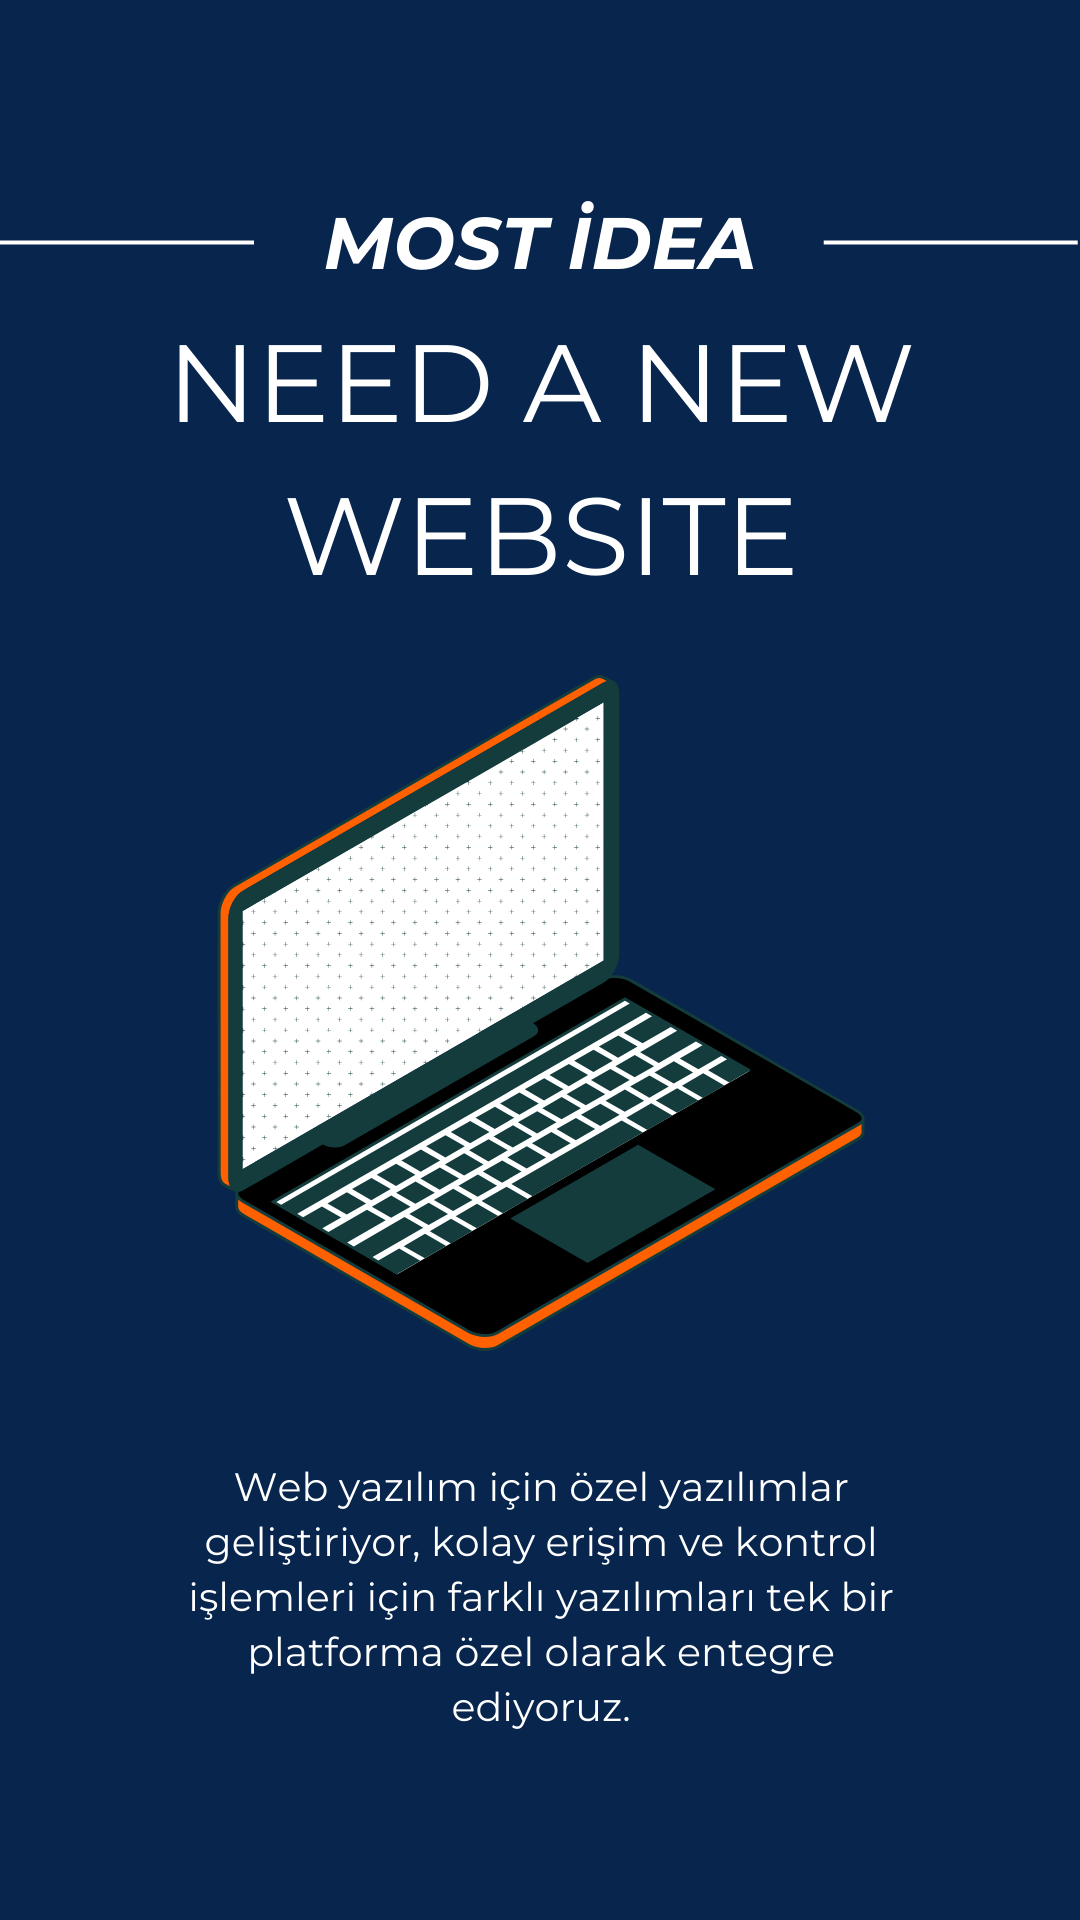 MOST İDEA
NEED A NEW
WEBSITE
Web yazılım için özel yazılımlar
geliştiriyor, kolay erişim ve kontrol
işlemleri için farklı yazılımları tek bir
platforma özel olarak entegre
ediyoruz.